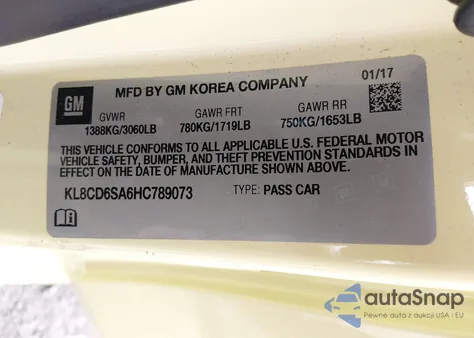 MFD BY GM KOREA COMPANY 01/17
GM
GVWR GAWR FRT GAWR RR
1388KG/3060LB 780KG/1719LB 750KG/1653LB
THIS VEHICLE CONFORMS TO ALL APPLICABLE U.S. FEDERAL MOTOR
VEHICLE SAFETY, BUMPER, AND THEFT PREVENTION STANDARDS IN
EFFECT ON THE DATE OF MANUFACTURE SHOWN ABOVE.
KL8CD6SA6HC789073 TYPE: PASS CAR
autoSnap
Pewne auta z aukcji USA i EU